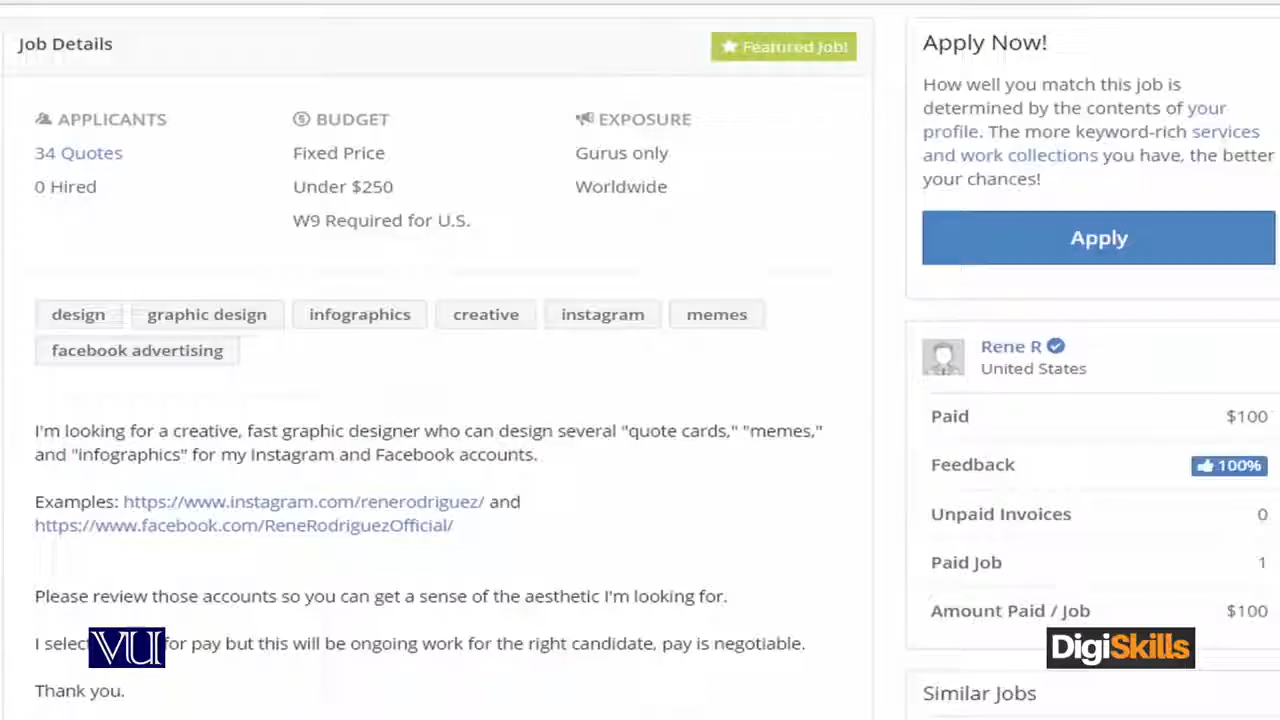 Job Details
Featured Job!
APPLICANTS
34 Quotes
0 Hired
BUDGET
Fixed Price
Under $250
W9 Required for U.S.
EXPOSURE
Gurus only
Worldwide
design
graphic design
infographics
creative
instagram
memes
facebook advertising
I'm looking for a creative, fast graphic designer who can design several "quote cards," "memes,"
and "infographics" for my Instagram and Facebook accounts.
Examples: https://www.instagram.com/renerodriguez/ and
https://www.facebook.com/ReneRodriguezOfficial/
Please review those accounts so you can get a sense of the aesthetic I'm looking for.
I select for pay but this will be ongoing work for the right candidate, pay is negotiable.
Thank you.
VU
Apply Now!
How well you match this job is
determined by the contents of your
profile. The more keyword-rich services
and work collections you have, the better
your chances!
Apply
Rene R
United States
Paid $100
Feedback 100%
Unpaid Invoices 0
Paid Job 1
Amount Paid / Job $100
DigiSkills
Similar Jobs